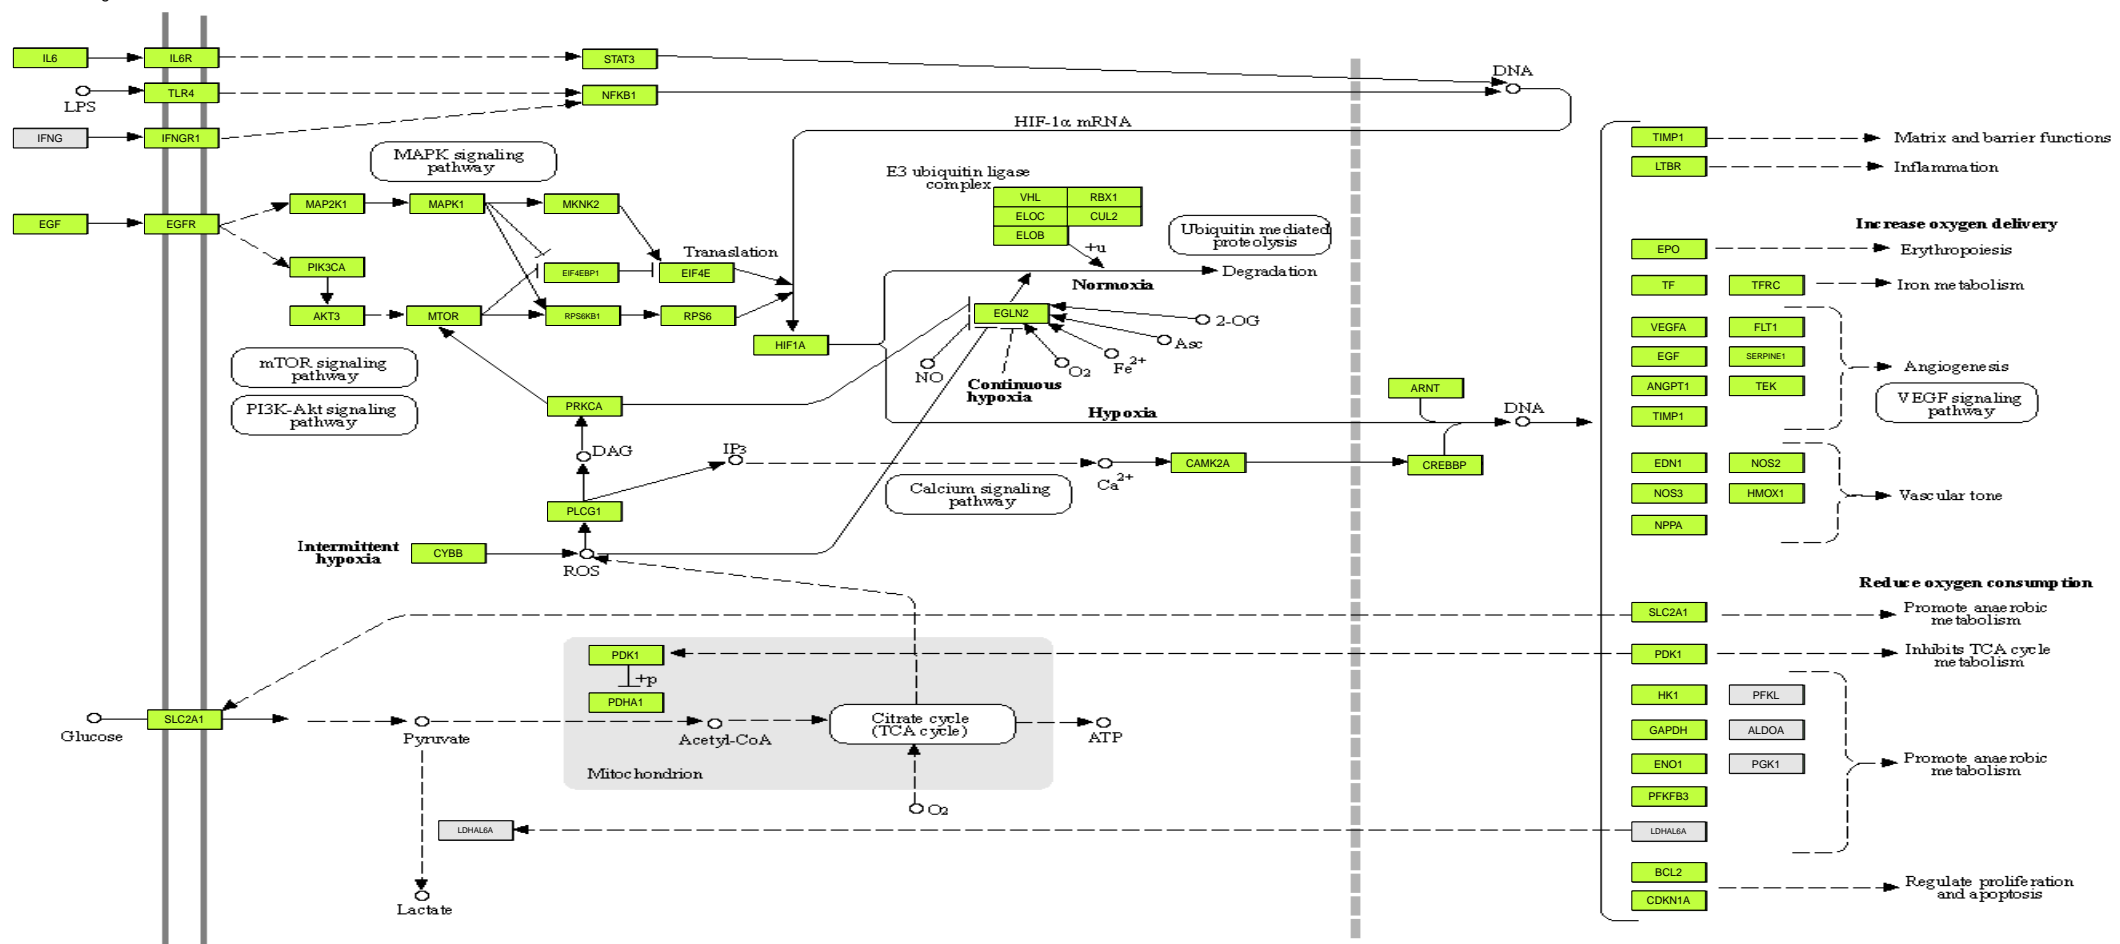 IL6
IL6R
STAT3
DNA
LPS
TLR4
NFKB1
IFNG
IFNGR1
HIF-1α mRNA
MAPK signaling
pathway
E3 ubiquitin ligase
complex
VHL
RBX1
ELOC
CUL2
ELOB
+u
Ubiquitin mediated
proteolysis
EGF
EGFR
MAP2K1
MAPK1
MKNK2
Tranaslation
PIK3CA
EIF4EBP1
EIF4E
Degradation
Normoxia
AKT3
MTOR
RPS6KB1
RPS6
EGLN2
2-OG
HIF1A
Asc
Fe2+
O2
NO
Continuous
hypoxia
mTOR signaling
pathway
PI3K-Akt signaling
pathway
PRKCA
Hypoxia
ARNT
DNA
DAG
IP3
Ca2+
CAMK2A
CREBBP
Calcium signaling
pathway
PLCG1
Intermittent
hypoxia
CYBB
ROS
PDK1
+p
PDHA1
Glucose
SLC2A1
Pyruvate
Acetyl-CoA
Citrate cycle
(TCA cycle)
ATP
Mitochondrion
O2
LDHAL6A
Lactate
TIMP1
Matrix and barrier functions
LTBR
Inflammation
Increase oxygen delivery
EPO
Erythropoiesis
TF
TFRC
Iron metabolism
VEGFA
FLT1
EGF
SERPINE1
Angiogenesis
ANGPT1
TEK
VEGF signaling
pathway
TIMP1
EDN1
NOS2
NOS3
HMOX1
Vascular tone
NPPA
Reduce oxygen consumption
SLC2A1
Promote anaerobic
metabolism
PDK1
Inhibits TCA cycle
metabolism
HK1
PFKL
GAPDH
ALDOA
ENO1
PGK1
Promote anaerobic
metabolism
PFKFB3
LDHAL6A
BCL2
CDKN1A
Regulate proliferation
and apoptosis